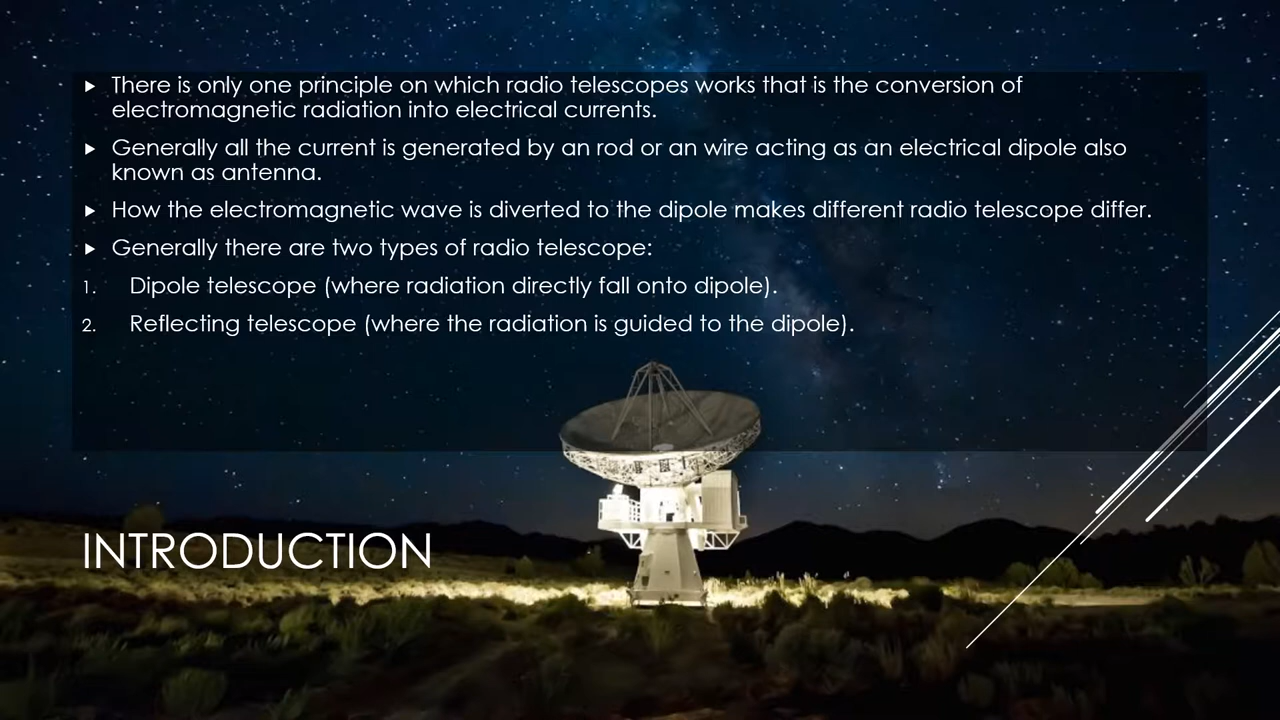 There is only one principle on which radio telescopes works that is the conversion of
electromagnetic radiation into electrical currents.
Generally all the current is generated by an rod or an wire acting as an electrical dipole also
known as antenna.
How the electromagnetic wave is diverted to the dipole makes different radio telescope differ.
Generally there are two types of radio telescope:
1. Dipole telescope (where radiation directly fall onto dipole).
2. Reflecting telescope (where the radiation is guided to the dipole).
INTRODUCTION